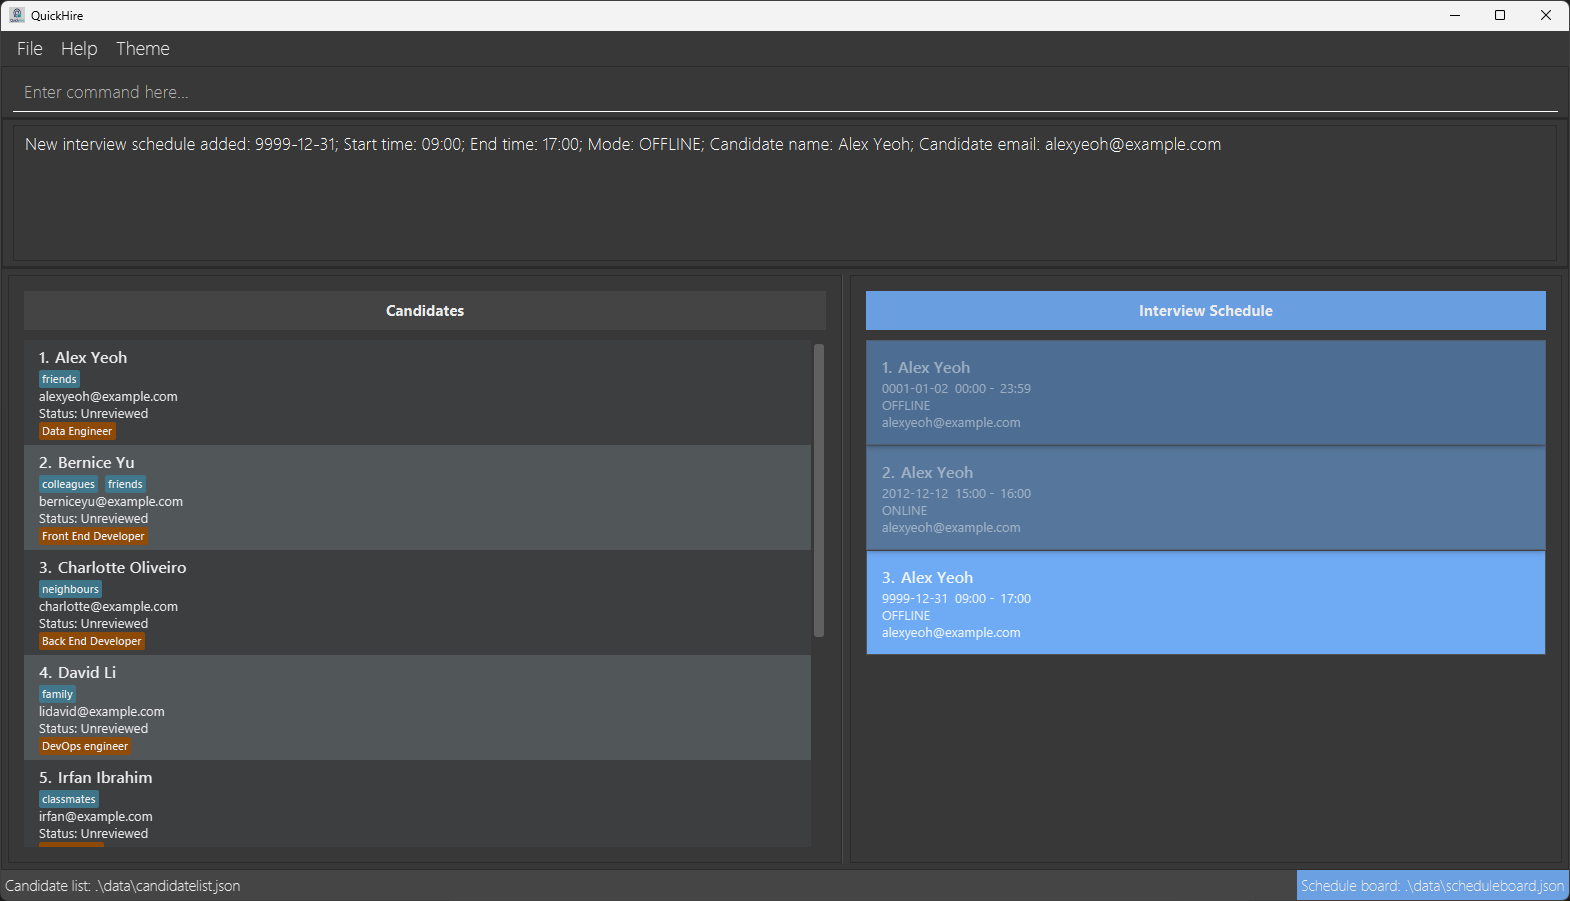 QuickHire
File Help Theme
Enter command here...
New interview schedule added: 9999-12-31; Start time: 09:00; End time: 17:00; Mode: OFFLINE; Candidate name: Alex Yeoh; Candidate email: alexyeoh@example.com
Candidates
1. Alex Yeoh
friends
alexyeoh@example.com
Status: Unreviewed
Data Engineer
2. Bernice Yu
colleagues friends
berniceyu@example.com
Status: Unreviewed
Front End Developer
3. Charlotte Oliveiro
neighbours
charlotte@example.com
Status: Unreviewed
Back End Developer
4. David Li
family
lidavid@example.com
Status: Unreviewed
DevOps engineer
5. Irfan Ibrahim
classmates
irfan@example.com
Status: Unreviewed
Interview Schedule
1. Alex Yeoh
0001-01-02 00:00 - 23:59
OFFLINE
alexyeoh@example.com
2. Alex Yeoh
2012-12-12 15:00 - 16:00
ONLINE
alexyeoh@example.com
3. Alex Yeoh
9999-12-31 09:00 - 17:00
OFFLINE
alexyeoh@example.com
Candidate list: .\data\candidatelist.json
Schedule board: .\data\scheduleboard.json